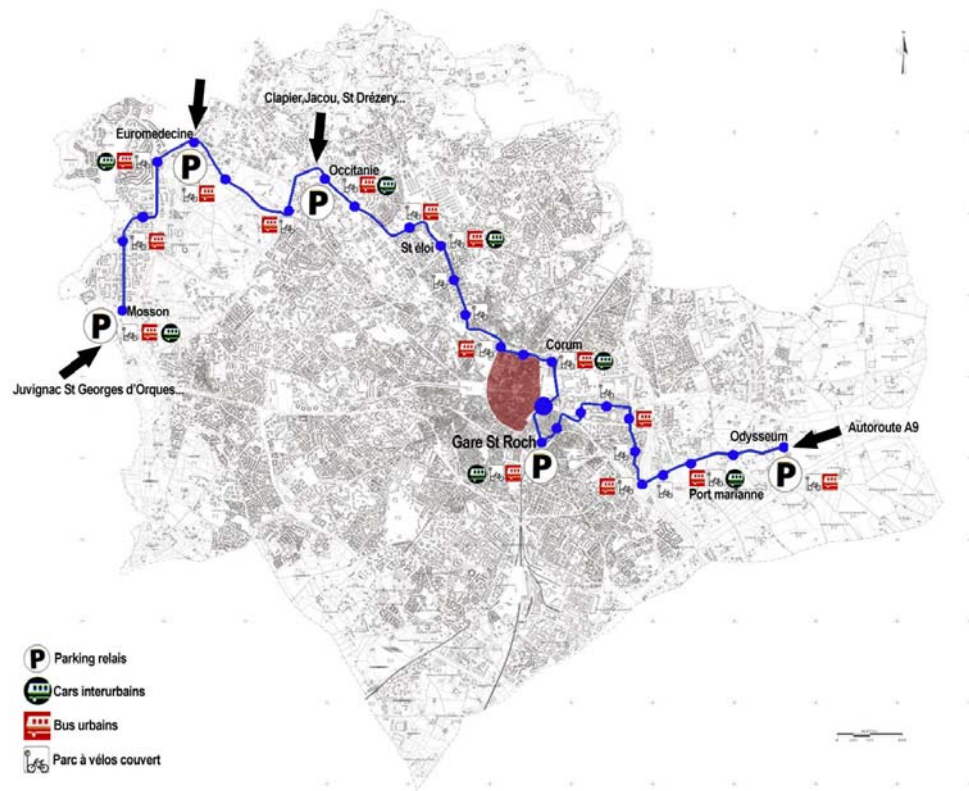 Clapier,Jacou, St Drézery...
Euromedecine
P
Occitanie
P
St éloi
Mosson
P
Juvignac St Georges d'Orques...
Corum
Gare St Roch
P
Odysseum
Autoroute A9
P
Port marianne
P Parking relais
Cars interurbains
Bus urbains
Parc à vélos couvert